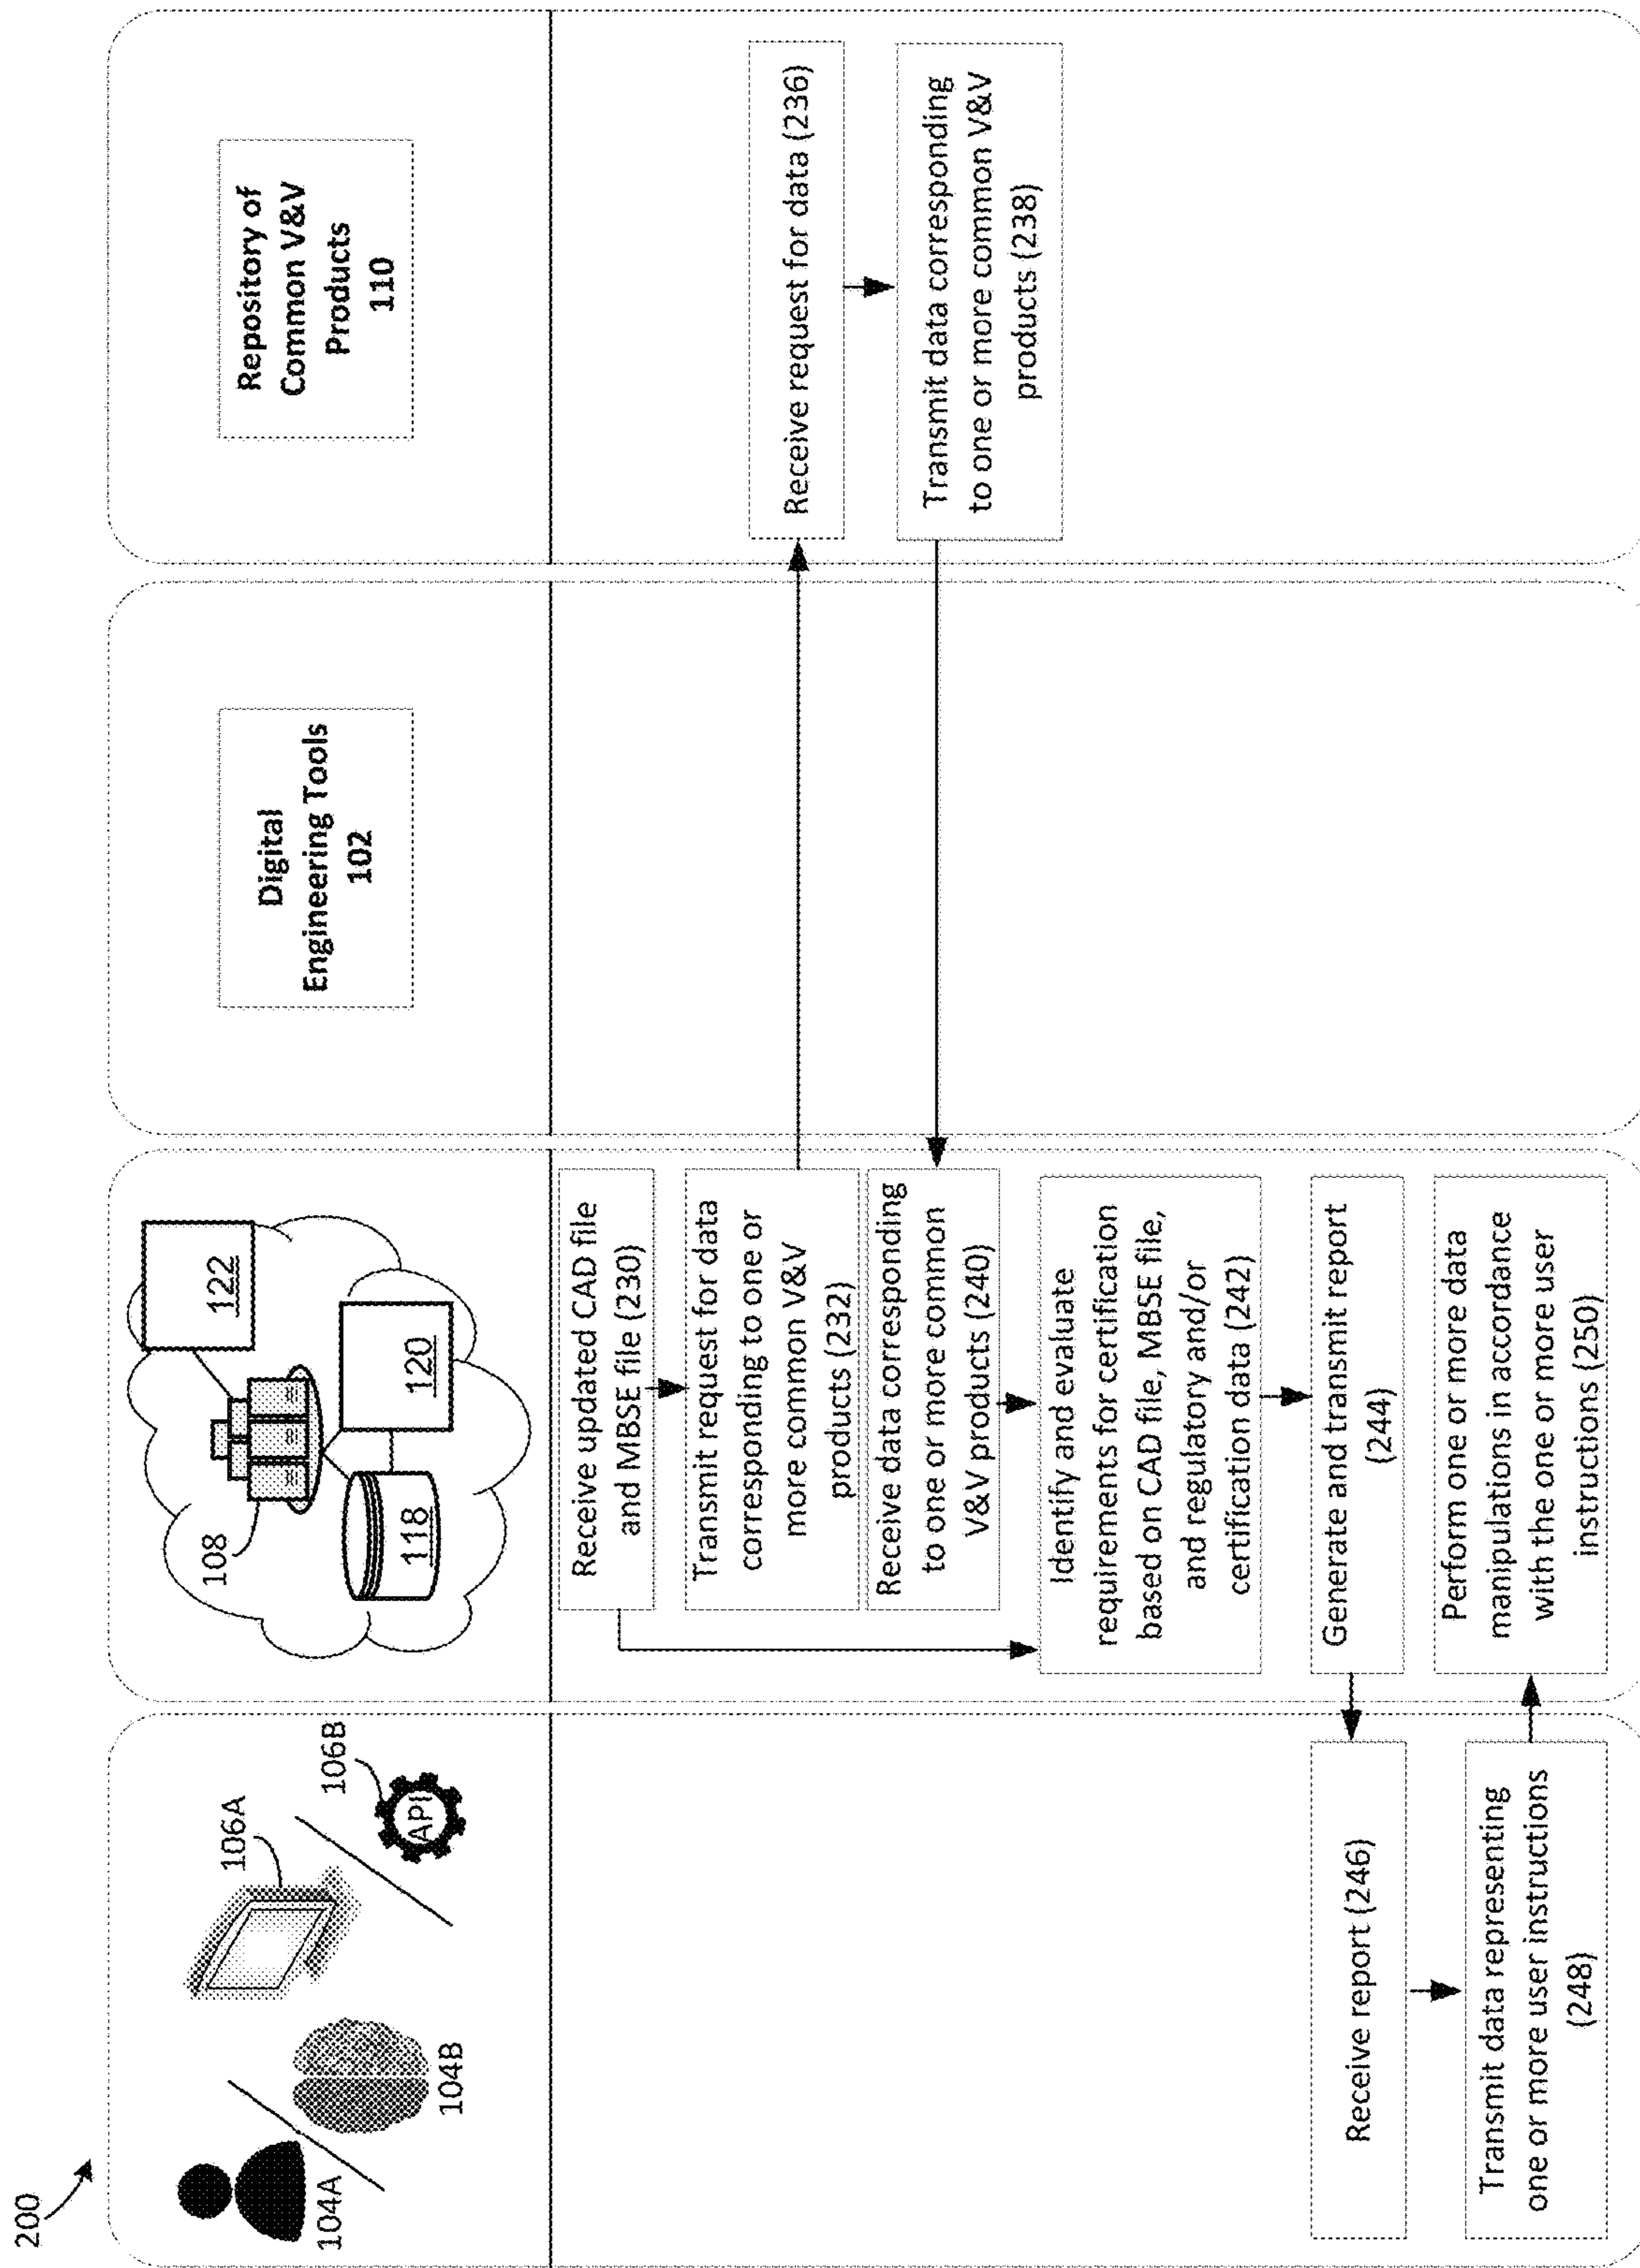 200
104A
104B
106A
106B
API
108
118
120
122
Digital
Engineering Tools
102
Repository of
Common V&V
Products
110
Receive updated CAD file
and MBSE file (230)
Transmit request for data
corresponding to one or
more common V&V
products (232)
Receive request for data (236)
Transmit data corresponding
to one or more common V&V
products (238)
Receive data corresponding
to one or more common
V&V products (240)
Identify and evaluate
requirements for certification
based on CAD file, MBSE file,
and regulatory and/or
certification data (242)
Generate and transmit report
(244)
Receive report (246)
Transmit data representing
one or more user instructions
(248)
Perform one or more data
manipulations in accordance
with the one or more user
instructions (250)